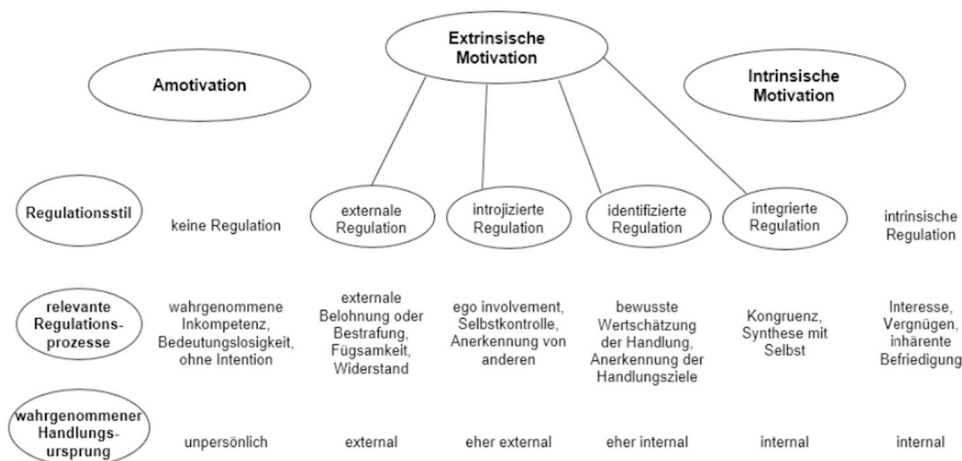 Extrinsische
Motivation
Amotivation
Intrinsische
Motivation
Regulationsstil
keine Regulation
externale
Regulation
introjizierte
Regulation
identifizierte
Regulation
integrierte
Regulation
intrinsische
Regulation
relevante
Regulations-
prozesse
wahrgenommene
Inkompetenz,
Bedeutungslosigkeit,
ohne Intention
externale
Belohnung oder
Bestrafung,
Fügsamkeit,
Widerstand
ego involvement,
Selbstkontrolle,
Anerkennung von
anderen
bewusste
Wertschätzung
der Handlung,
Anerkennung der
Handlungsziele
Kongruenz,
Synthese mit
Selbst
Interesse,
Vergnügen,
inhärente
Befriedigung
wahrgenommener
Handlungs-
ursprung
unpersönlich
external
eher external
eher internal
internal
internal